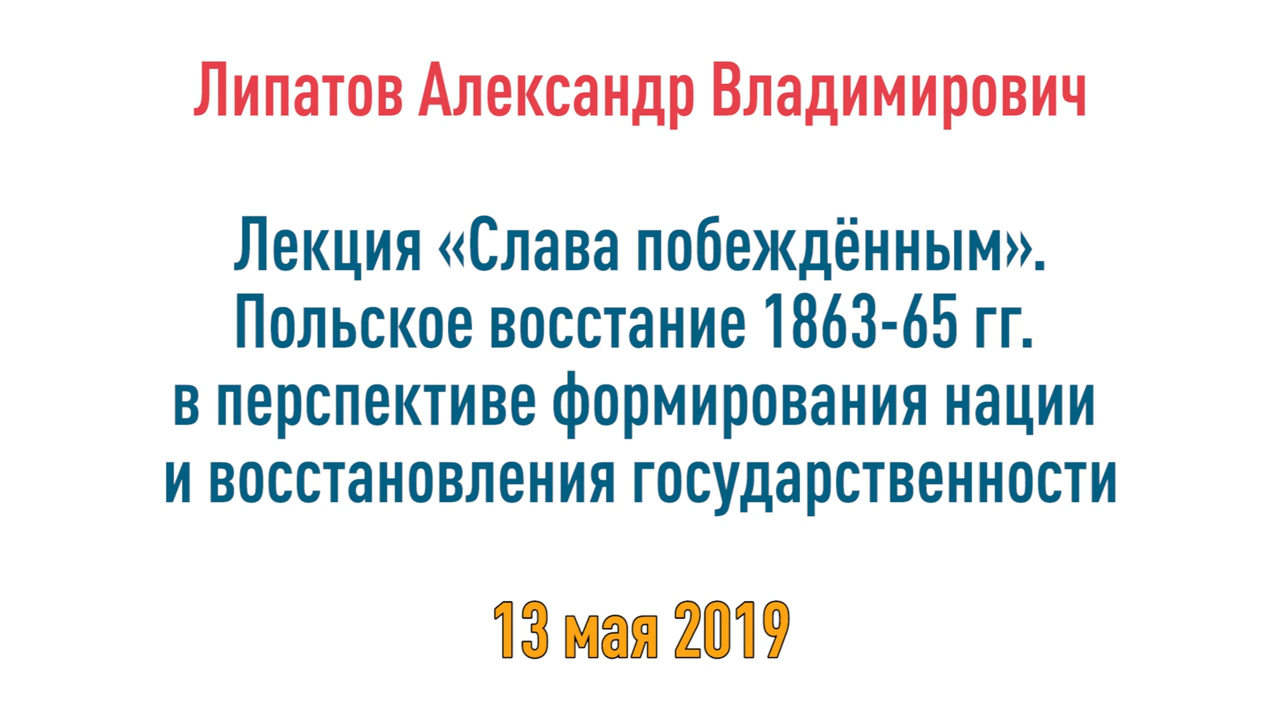 Липатов Александр Владимирович
Лекция «Слава побеждённым».
Польское восстание 1863-65 гг.
в перспективе формирования нации
и восстановления государственности
13 мая 2019